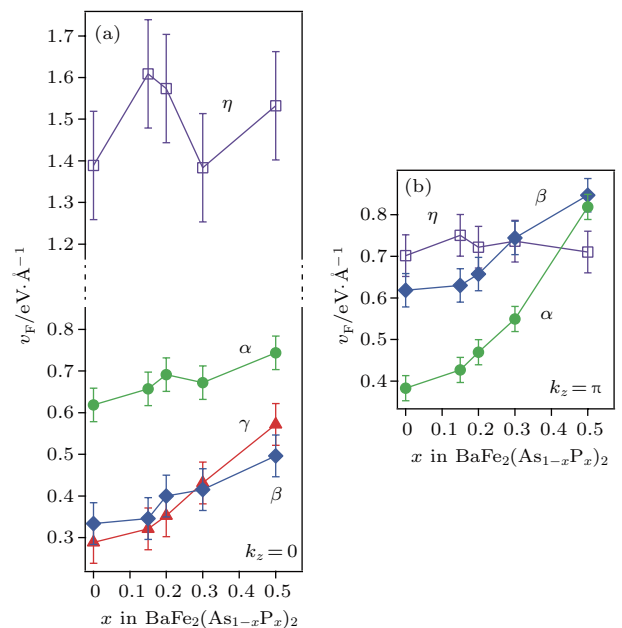 (a)
1.7
1.6
1.5
1.4
1.3
1.2
0.8
0.7
0.6
0.5
0.4
0.3
v_F/eV·Å⁻¹
η
α
γ
β
k_z=0
0 0.1 0.2 0.3 0.4 0.5
x in BaFe₂(As₁₋ₓPₓ)₂
(b)
0.8
0.7
0.6
0.5
0.4
v_F/eV·Å⁻¹
η
β
α
k_z=π
0 0.1 0.2 0.3 0.4 0.5
x in BaFe₂(As₁₋ₓPₓ)₂